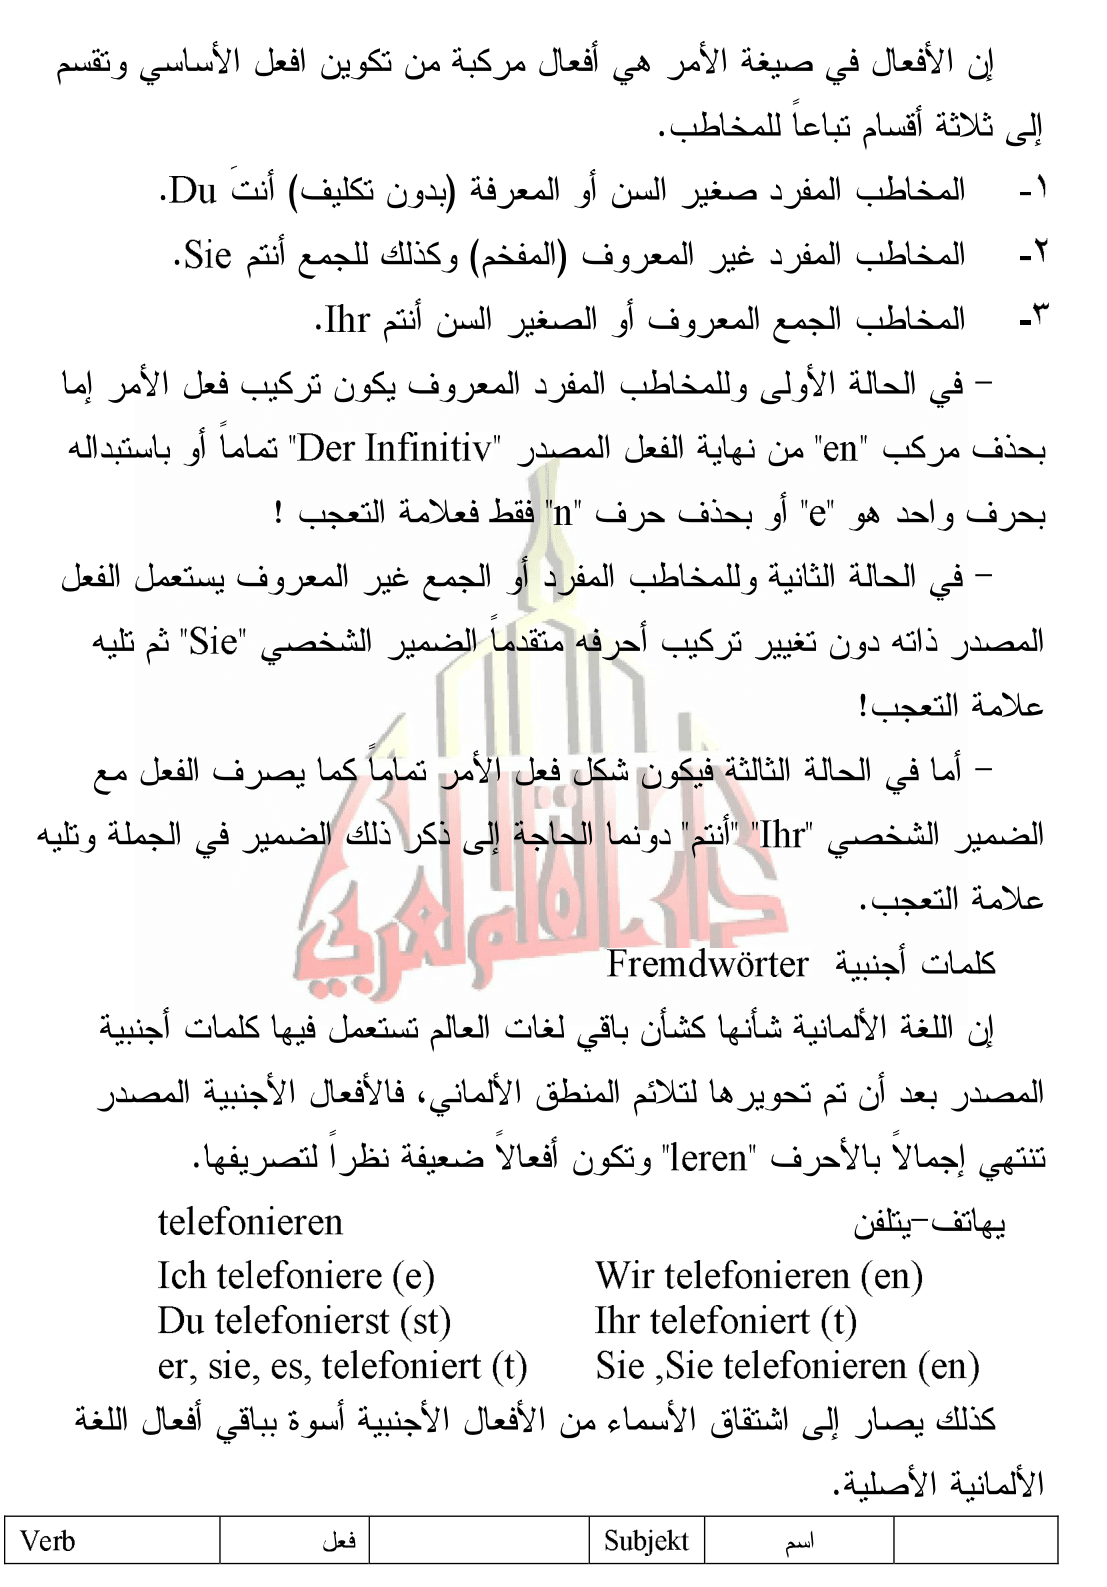 إن الأفعال في صيغة الأمر هي أفعال مركبة من تكوين افعل الأساسي وتقسم
إلى ثلاثة أقسام تباعاً للمخاطب.
١- المخاطب المفرد صغير السن أو المعرفة (بدون تكليف) أنتَ Du.
٢- المخاطب المفرد غير المعروف (المفخم) وكذلك للجمع أنتم Sie.
٣- المخاطب الجمع المعروف أو الصغير السن أنتم Ihr.
– في الحالة الأولى وللمخاطب المفرد المعروف يكون تركيب فعل الأمر إما
بحذف مركب "en" من نهاية الفعل المصدر "Der Infinitiv" تماماً أو باستبداله
بحرف واحد هو "e" أو بحذف حرف "n" فقط فعلامة التعجب !
– في الحالة الثانية وللمخاطب المفرد أو الجمع غير المعروف يستعمل الفعل
المصدر ذاته دون تغيير تركيب أحرفه متقدماً الضمير الشخصي "Sie" ثم تليه
علامة التعجب!
– أما في الحالة الثالثة فيكون شكل فعل الأمر تماماً كما يصرف الفعل مع
الضمير الشخصي "Ihr" "أنتم" دونما الحاجة إلى ذكر ذلك الضمير في الجملة وتليه
علامة التعجب.
دار القلم العربي
كلمات أجنبية Fremdwörter
إن اللغة الألمانية شأنها كشأن باقي لغات العالم تستعمل فيها كلمات أجنبية
المصدر بعد أن تم تحويرها لتلائم المنطق الألماني، فالأفعال الأجنبية المصدر
تنتهي إجمالاً بالأحرف "leren" وتكون أفعالاً ضعيفة نظراً لتصريفها.
يهاتف–يتلفن telefonieren
Ich telefoniere (e) Wir telefonieren (en)
Du telefonierst (st) Ihr telefoniert (t)
er, sie, es, telefoniert (t) Sie ,Sie telefonieren (en)
كذلك يصار إلى اشتقاق الأسماء من الأفعال الأجنبية أسوة بباقي أفعال اللغة
الألمانية الأصلية.
Verb فعل Subjekt اسم